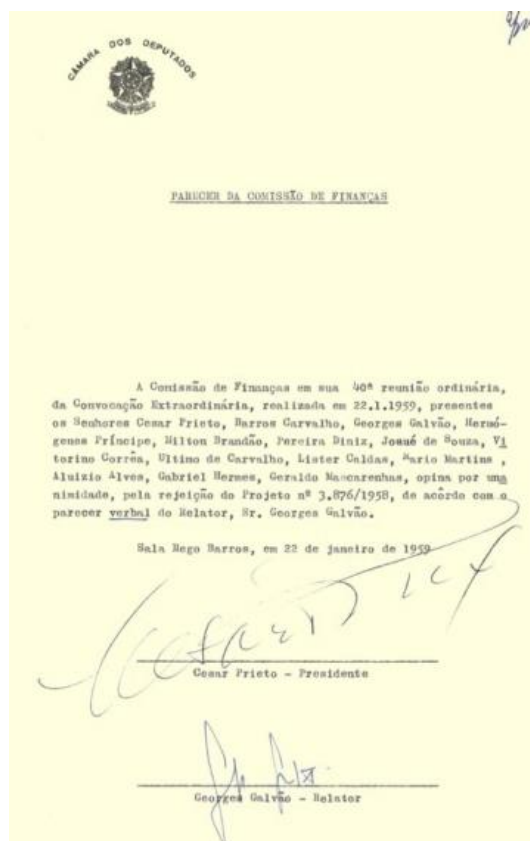 CÂMARA DOS DEPUTADOS
PARECER DA COMISSÃO DE FINANÇAS
A Comissão de Finanças em sua 40ª reunião ordinária,
da Convocação Extraordinária, realizada em 22.1.1959, presentes
os Senhores Cesar Prieto, Barros Carvalho, Georges Galvão, Hermó-
genes Príncipe, Milton Brandão, Pereira Diniz, Josué de Souza, Vi
torino Corrêa, Ultimo de Carvalho, Lister Caldas, Mario Martins ,
Aluizio Alves, Gabriel Hermes, Geraldo Mascarenhas, opina por una
nimidade, pela rejeição do Projeto nº 3.876/1958, de acôrdo com o
parecer verbal do Relator, Sr. Georges Galvão.
Sala Rego Barros, em 22 de janeiro de 1959
Cesar Prieto - Presidente
Georges Galvão - Relator